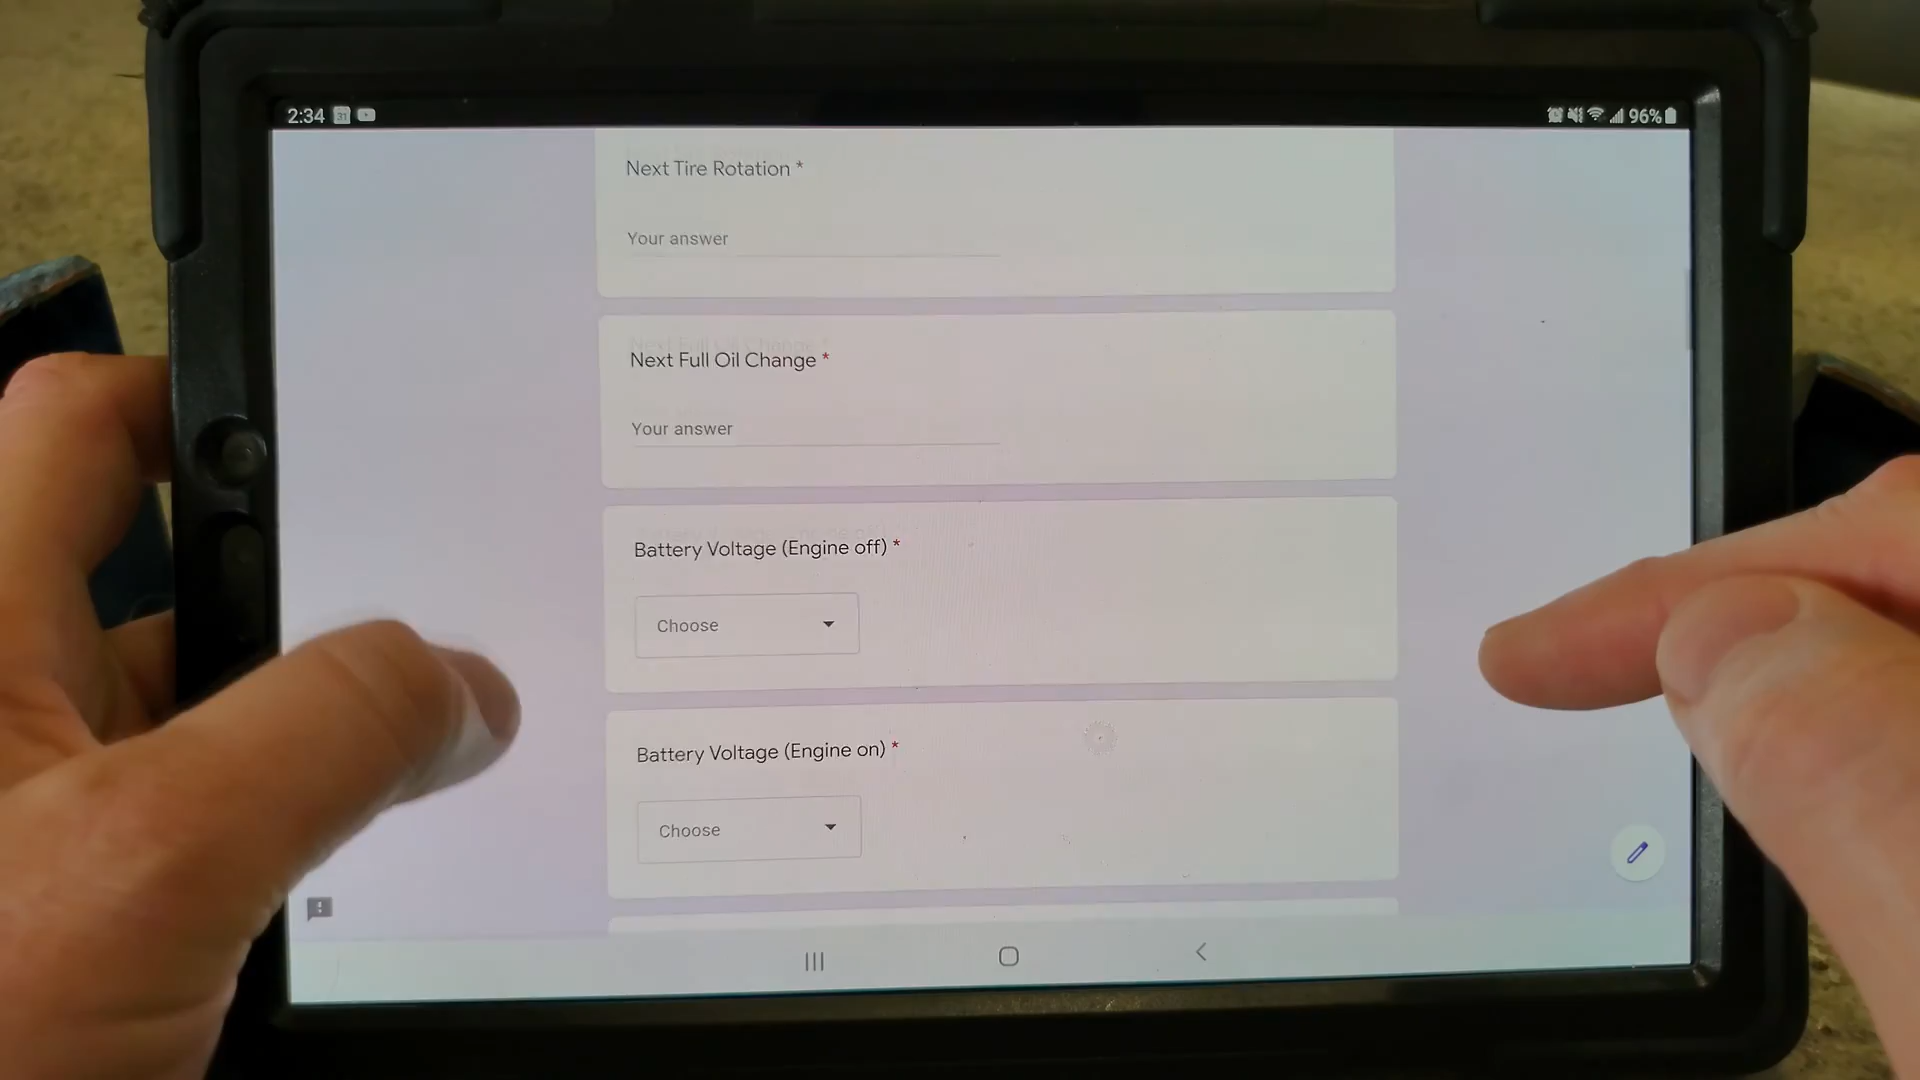 2:34 31 96%
Next Tire Rotation *
Your answer
Next Full Oil Change *
Your answer
Battery Voltage (Engine off) *
Choose
Battery Voltage (Engine on) *
Choose